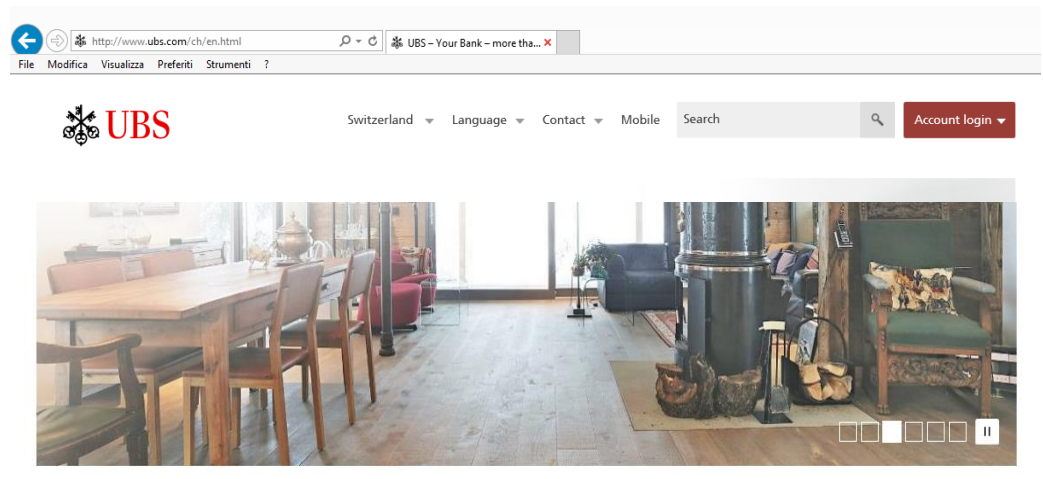 http://www.ubs.com/ch/en.html
UBS – Your Bank – more tha...
File Modifica Visualizza Preferiti Strumenti ?
UBS
Switzerland Language Contact Mobile Search Account login